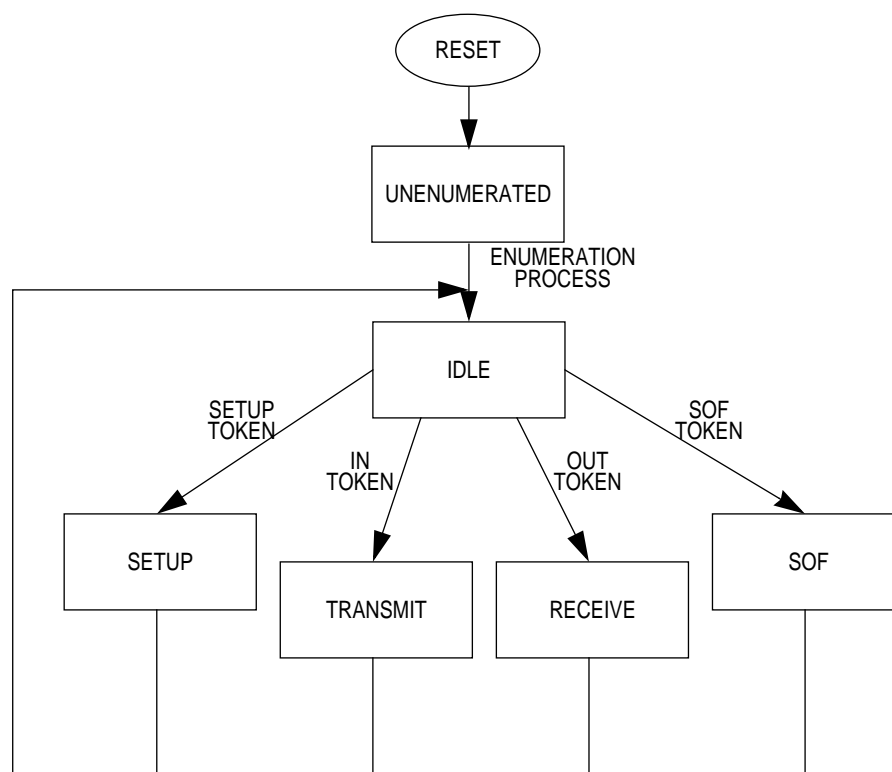 RESET
UNENUMERATED
ENUMERATION
PROCESS
IDLE
SETUP
TOKEN
IN
TOKEN
OUT
TOKEN
SOF
TOKEN
SETUP
TRANSMIT
RECEIVE
SOF